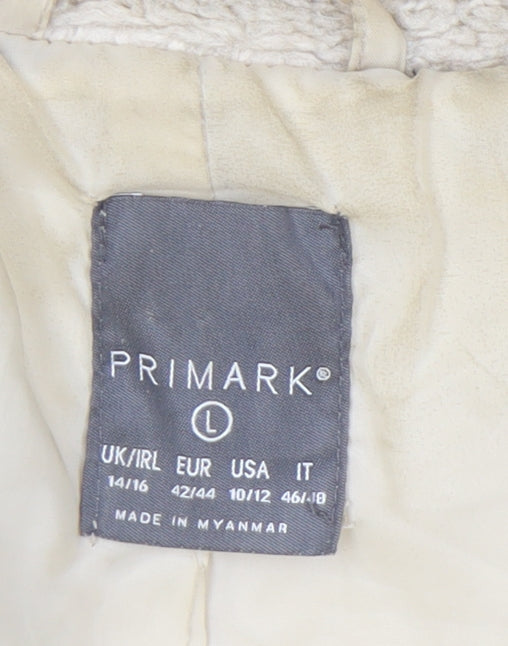 PRIMARK®
L
UK/IRL EUR USA IT
14/16 42/44 10/12 46/48
MADE IN MYANMAR